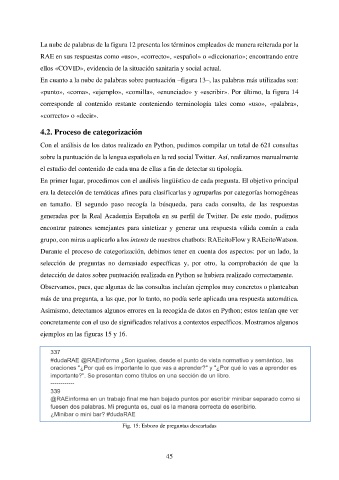 La nube de palabras de la figura 12 presenta los términos empleados de manera reiterada por la
RAE en sus respuestas como «uso», «correcto», «español» o «diccionario»; encontrando entre
ellos «COVID», evidencia de la situación sanitaria y social actual.
En cuanto a la nube de palabras sobre puntuación –figura 13–, las palabras más utilizadas son:
«punto», «coma», «ejemplo», «comilla», «enunciado» y «escribir». Por último, la figura 14
corresponde al contenido restante conteniendo terminología tales como «uso», «palabra»,
«correcto» o «decir».
4.2. Proceso de categorización
Con el análisis de los datos realizado en Python, pudimos compilar un total de 621 consultas
sobre la puntuación de la lengua española en la red social Twitter. Así, realizamos manualmente
el estudio del contenido de cada una de ellas a fin de detectar su tipología.
En primer lugar, procedimos con el análisis lingüístico de cada pregunta. El objetivo principal
era la detección de temáticas afines para clasificarlas y agruparlas por categorías homogéneas
en tamaño. El segundo paso recogía la búsqueda, para cada consulta, de las respuestas
generadas por la Real Academia Española en su perfil de Twitter. De este modo, pudimos
encontrar patrones semejantes para sintetizar y generar una respuesta válida común a cada
grupo, con miras a aplicarlo a los intents de nuestros chatbots: RAEcitoFlow y RAEcitoWatson.
Durante el proceso de categorización, debimos tener en cuenta dos aspectos: por un lado, la
selección de preguntas no demasiado específicas y, por otro, la comprobación de que la
detección de datos sobre puntuación realizada en Python se hubiera realizado correctamente.
Observamos, pues, que algunas de las consultas incluían ejemplos muy concretos o planteaban
más de una pregunta, a las que, por lo tanto, no podía serle aplicada una respuesta automática.
Asimismo, detectamos algunos errores en la recogida de datos en Python; estos tenían que ver
concretamente con el uso de significados relativos a contextos específicos. Mostramos algunos
ejemplos en las figuras 15 y 16.
337
#dudaRAE @RAEinforma ¿Son iguales, desde el punto de vista normativo y semántico, las
oraciones "¿Por qué es importante lo que vas a aprender?" y "¿Por qué lo vas a aprender es
importante?". Se presentan como títulos en una sección de un libro.
------------
339
@RAEinforma en un trabajo final me han bajado puntos por escribir minibar separado como si
fuesen dos palabras. Mi pregunta es, cual es la manera correcta de escribirlo.
¿Minibar o mini bar? #dudaRAE
Fig. 15: Esbozo de preguntas descartadas
45